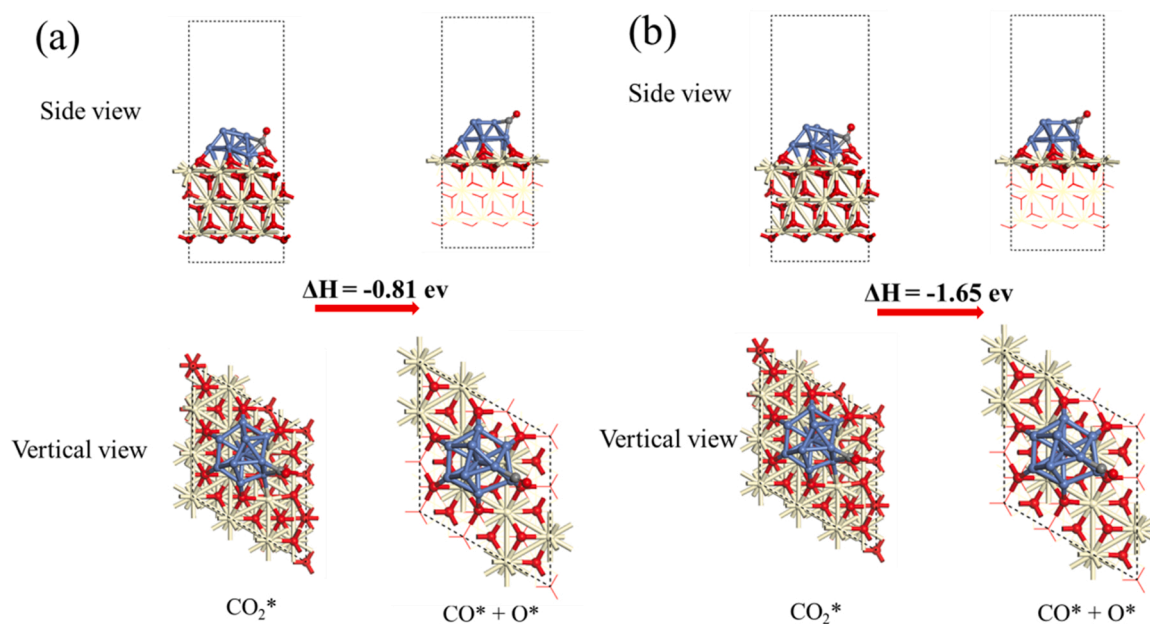 (a)
Side view
ΔH = -0.81 ev
Vertical view
CO₂*
CO* + O*
(b)
Side view
ΔH = -1.65 ev
Vertical view
CO₂*
CO* + O*